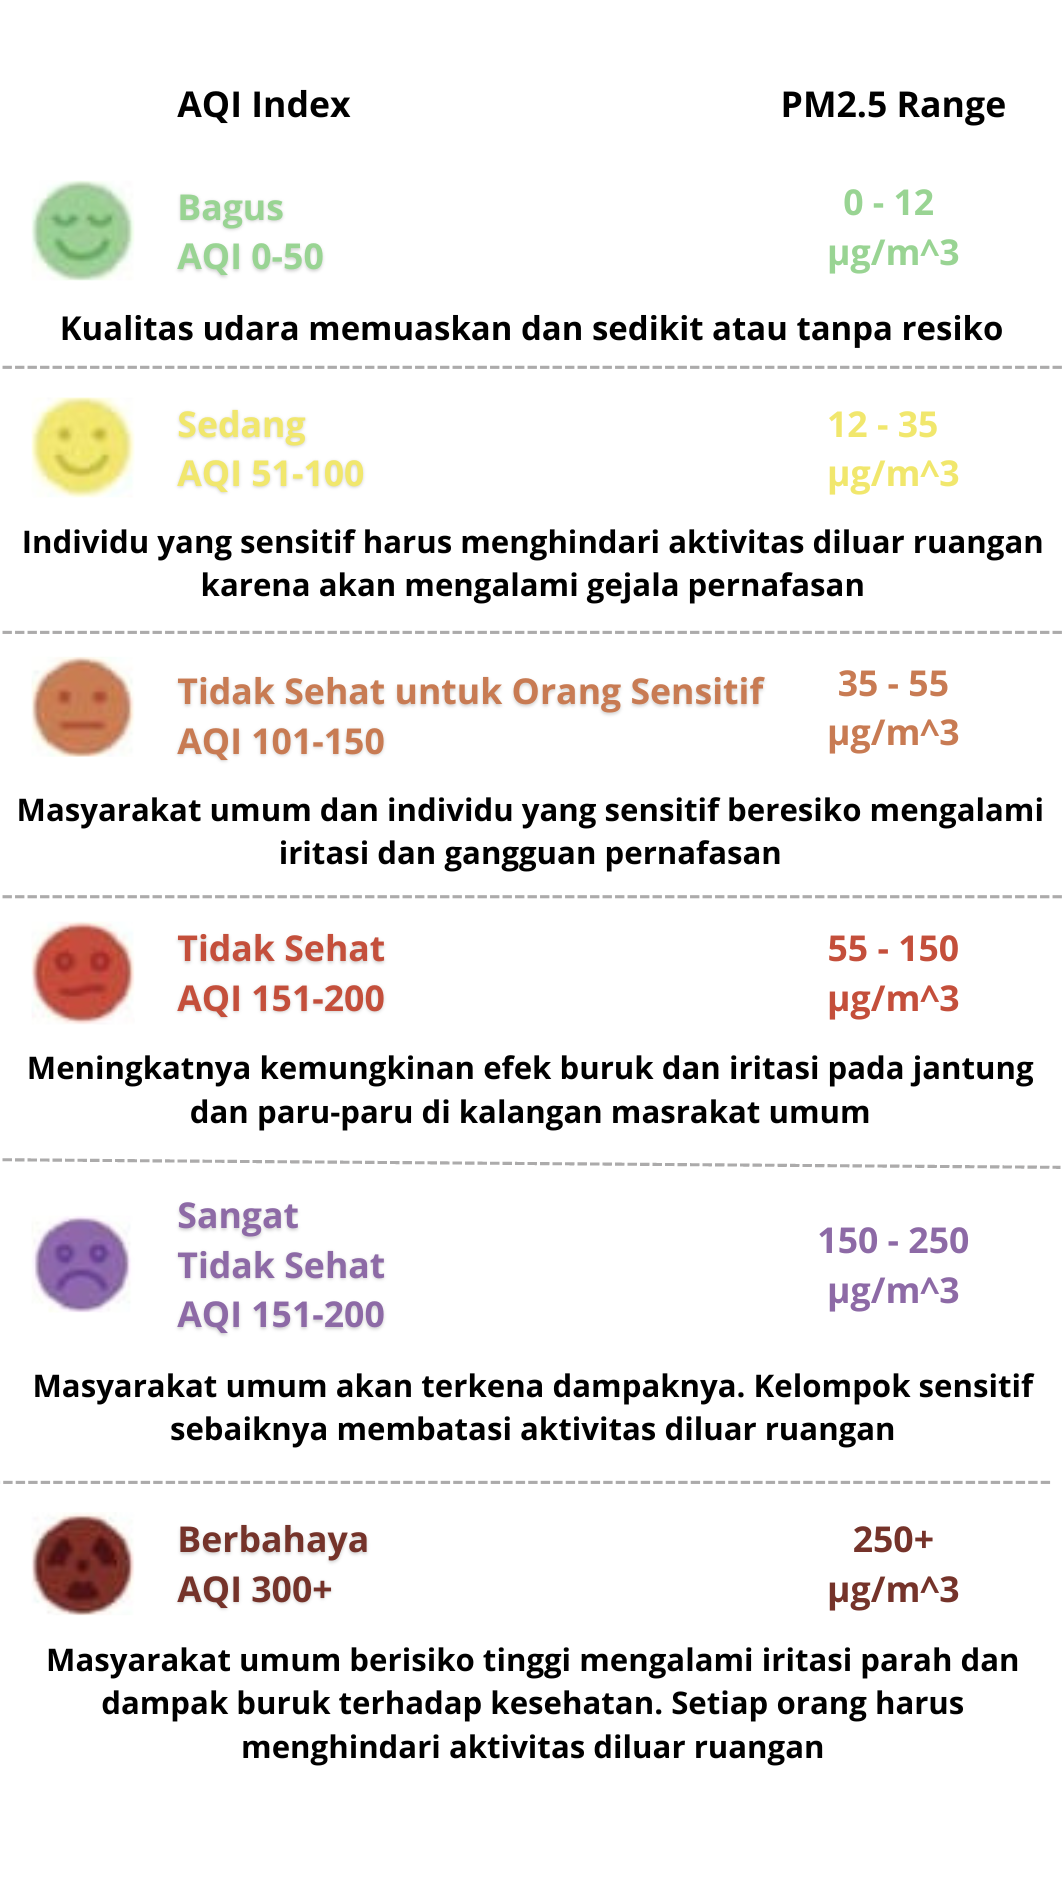 AQI Index
PM2.5 Range
Bagus
AQI 0-50
0 - 12
µg/m^3
Kualitas udara memuaskan dan sedikit atau tanpa resiko
Sedang
AQI 51-100
12 - 35
µg/m^3
Individu yang sensitif harus menghindari aktivitas diluar ruangan
karena akan mengalami gejala pernafasan
Tidak Sehat untuk Orang Sensitif
AQI 101-150
35 - 55
µg/m^3
Masyarakat umum dan individu yang sensitif beresiko mengalami
iritasi dan gangguan pernafasan
Tidak Sehat
AQI 151-200
55 - 150
µg/m^3
Meningkatnya kemungkinan efek buruk dan iritasi pada jantung
dan paru-paru di kalangan masrakat umum
Sangat
Tidak Sehat
AQI 151-200
150 - 250
µg/m^3
Masyarakat umum akan terkena dampaknya. Kelompok sensitif
sebaiknya membatasi aktivitas diluar ruangan
Berbahaya
AQI 300+
250+
µg/m^3
Masyarakat umum berisiko tinggi mengalami iritasi parah dan
dampak buruk terhadap kesehatan. Setiap orang harus
menghindari aktivitas diluar ruangan